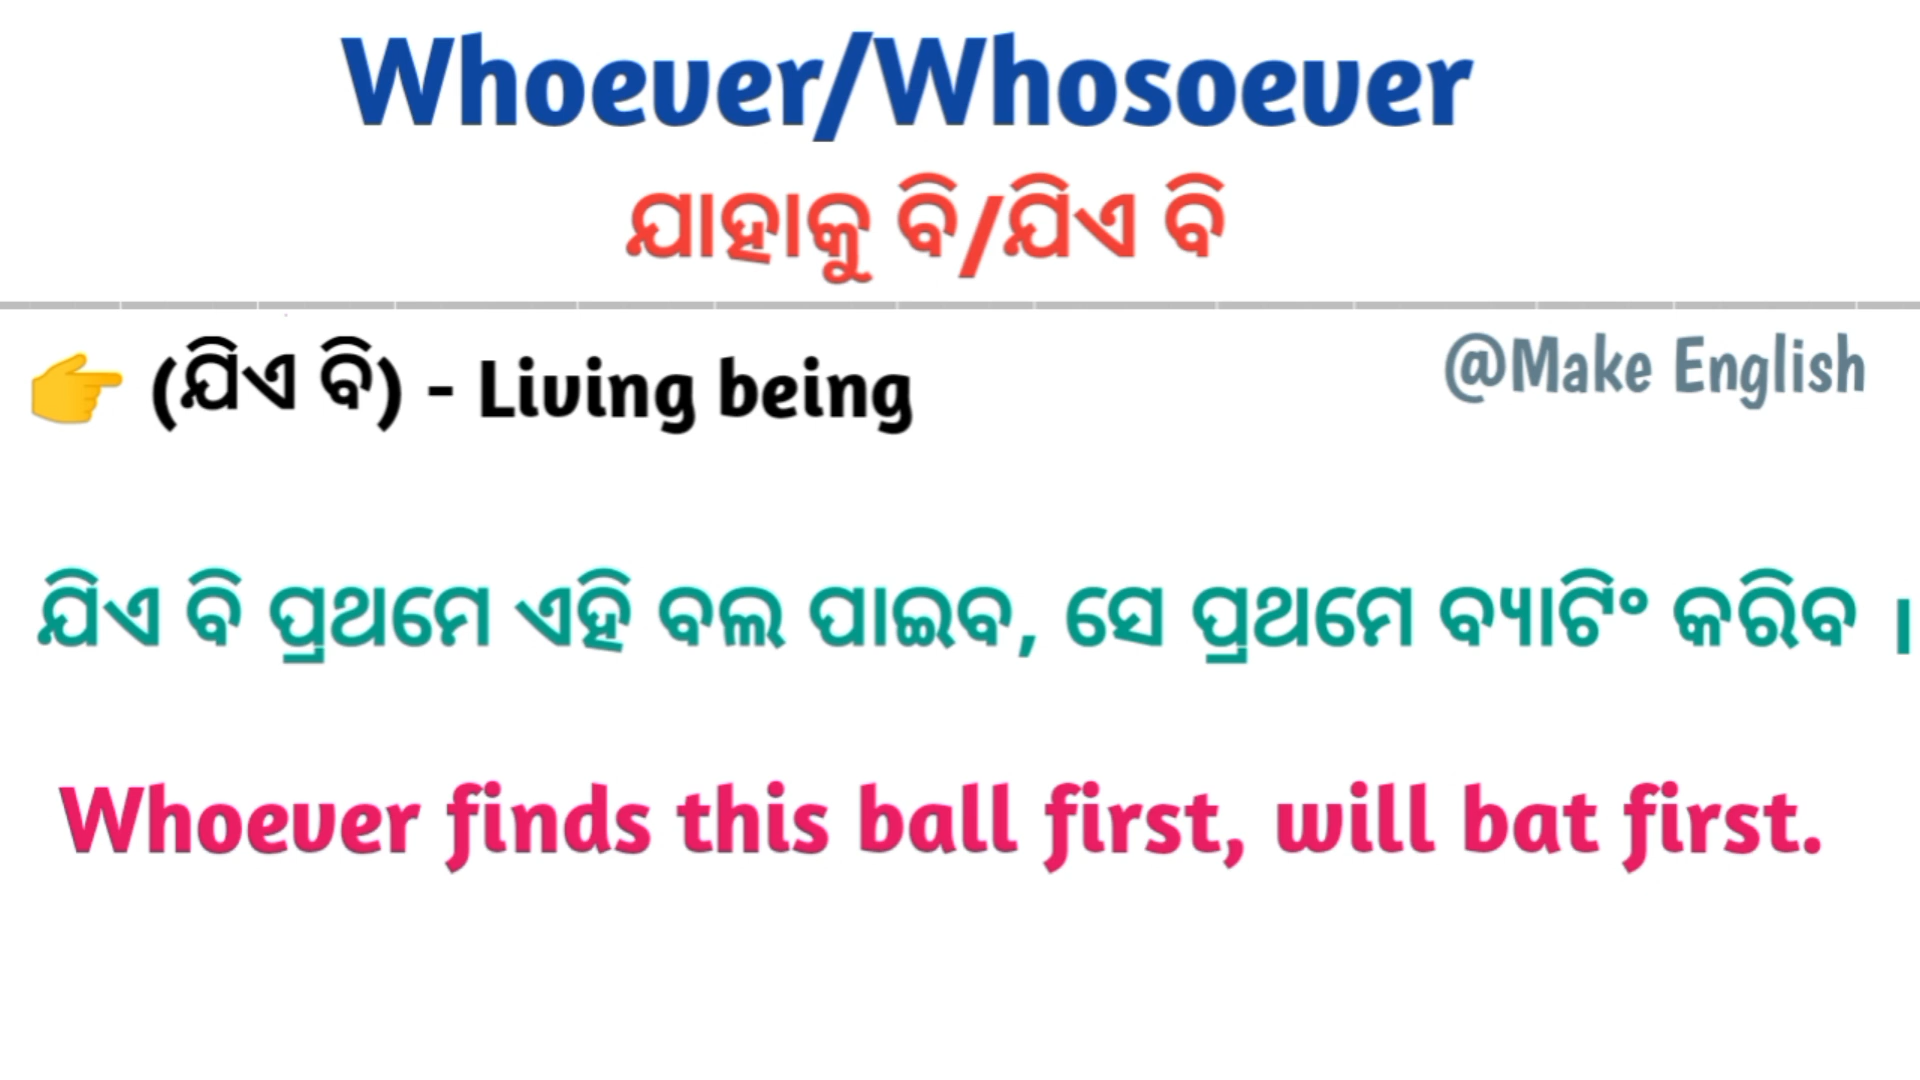 Whoever/Whosoever
ଯାହାକୁ ବି/ଯିଏ ବି
👉 (ଯିଏ ବି) - Living being
@Make English
ଯିଏ ବି ପ୍ରଥମେ ଏହି ବଲ ପାଇବ, ସେ ପ୍ରଥମେ ବ୍ୟାଟିଂ କରିବ ।
Whoever finds this ball first, will bat first.